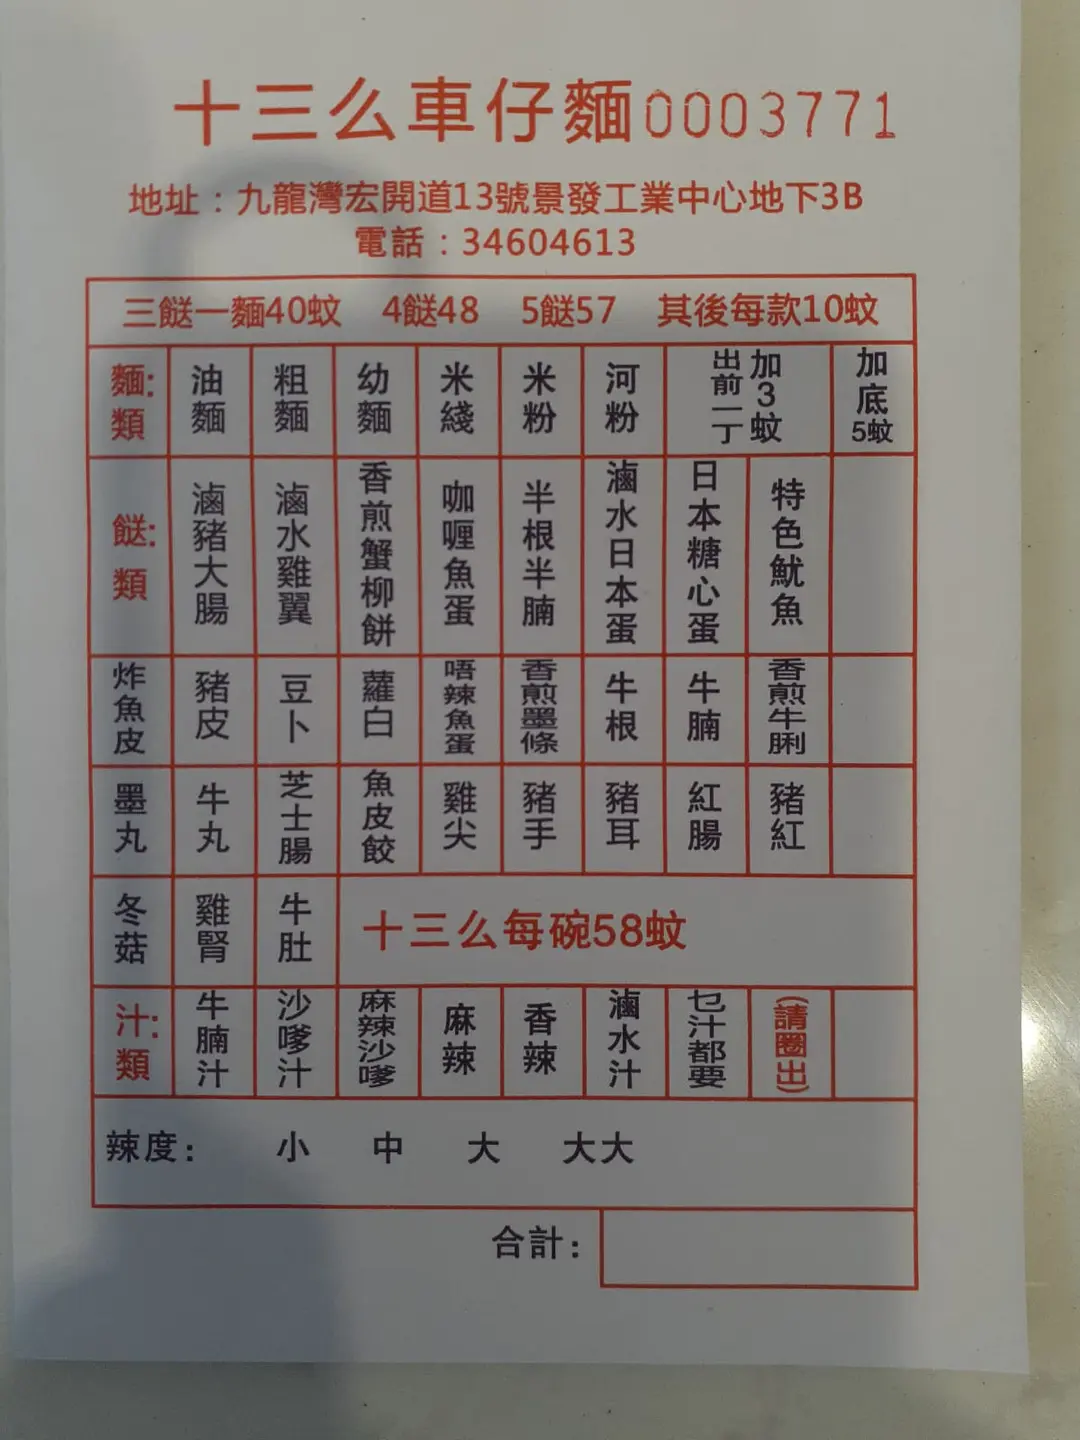 十三么車仔麵0003771
地址：九龍灣宏開道13號景發工業中心地下3B
電話：34604613
三餸一麵40蚊 4餸48 5餸57 其後每款10蚊
麵類: 油麵 粗麵 幼麵 米綫 米粉 河粉 出前一丁加3蚊 加底5蚊
餸類: 滷豬大腸 滷水雞翼 香煎蟹柳餅 咖喱魚蛋 半根半腩 滷水日本蛋 日本糖心蛋 特色魷魚
炸魚皮 豬皮 豆卜 蘿白 唔辣魚蛋 香煎墨條 牛根 牛腩 香煎牛脷
墨丸 牛丸 芝士腸 魚皮餃 雞尖 豬手 豬耳 紅腸 豬紅
冬菇 雞腎 牛肚 十三么每碗58蚊
汁類: 牛腩汁 沙嗲汁 麻辣沙嗲 麻辣 香辣 滷水汁 乜汁都要 (請圈出)
辣度: 小 中 大 大大
合計: